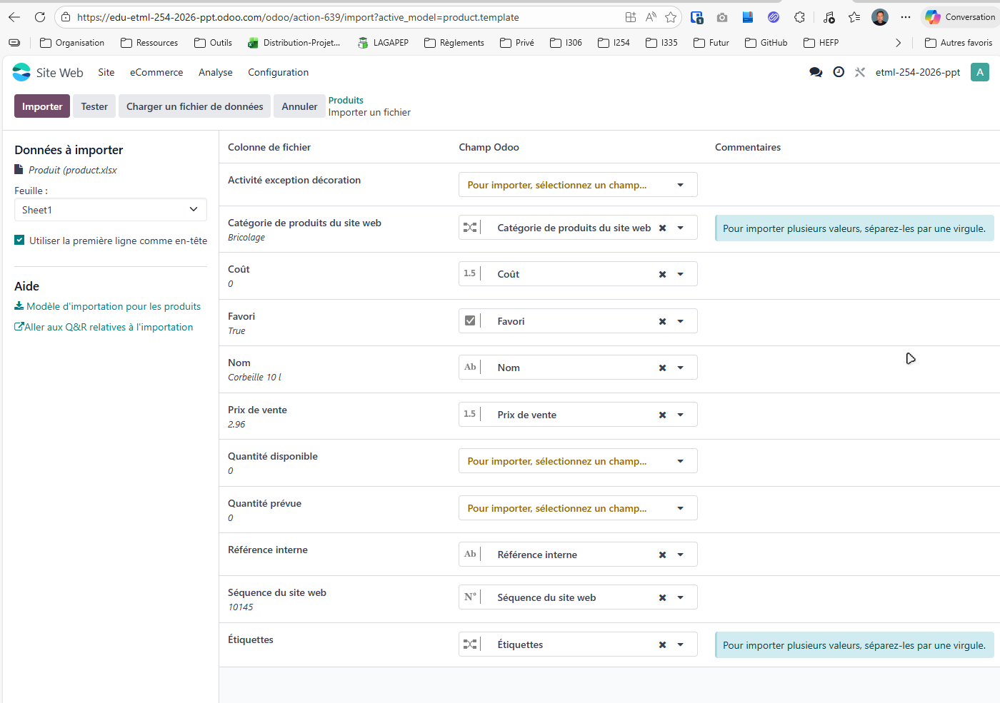 https://edu-etml-254-2026-ppt.odoo.com/odoo/action-639/import?active_model=product.template
Conversation
Organisation
Ressources
Outils
Distribution-Projet...
LAGAPEP
Règlements
Privé
I306
I254
I335
Futur
GitHub
HEFP
Autres favoris
Site Web
Site
eCommerce
Analyse
Configuration
etml-254-2026-ppt
A
Importer
Tester
Charger un fichier de données
Annuler
Produits
Importer un fichier
Données à importer
Produit (product.xlsx
Feuille :
Sheet1
Utiliser la première ligne comme en-tête
Aide
Modèle d'importation pour les produits
Aller aux Q&R relatives à l'importation
Colonne de fichier
Champ Odoo
Commentaires
Activité exception décoration
Pour importer, sélectionnez un champ...
Catégorie de produits du site web
Bricolage
Catégorie de produits du site web
Pour importer plusieurs valeurs, séparez-les par une virgule.
Coût
0
1.5
Coût
Favori
True
Favori
Nom
Corbeille 10 l
Ab
Nom
Prix de vente
2.96
1.5
Prix de vente
Quantité disponible
0
Pour importer, sélectionnez un champ...
Quantité prévue
0
Pour importer, sélectionnez un champ...
Référence interne
Ab
Référence interne
Séquence du site web
10145
N°
Séquence du site web
Étiquettes
Étiquettes
Pour importer plusieurs valeurs, séparez-les par une virgule.